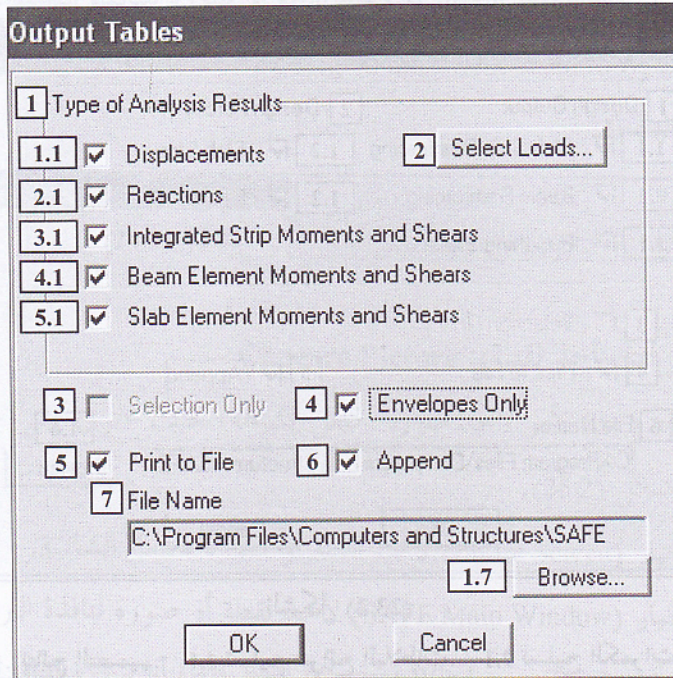 Output Tables
1 Type of Analysis Results
1.1 Displacements 2 Select Loads...
2.1 Reactions
3.1 Integrated Strip Moments and Shears
4.1 Beam Element Moments and Shears
5.1 Slab Element Moments and Shears
3 Selection Only 4 Envelopes Only
5 Print to File 6 Append
7 File Name
C:\Program Files\Computers and Structures\SAFE
1.7 Browse...
OK Cancel